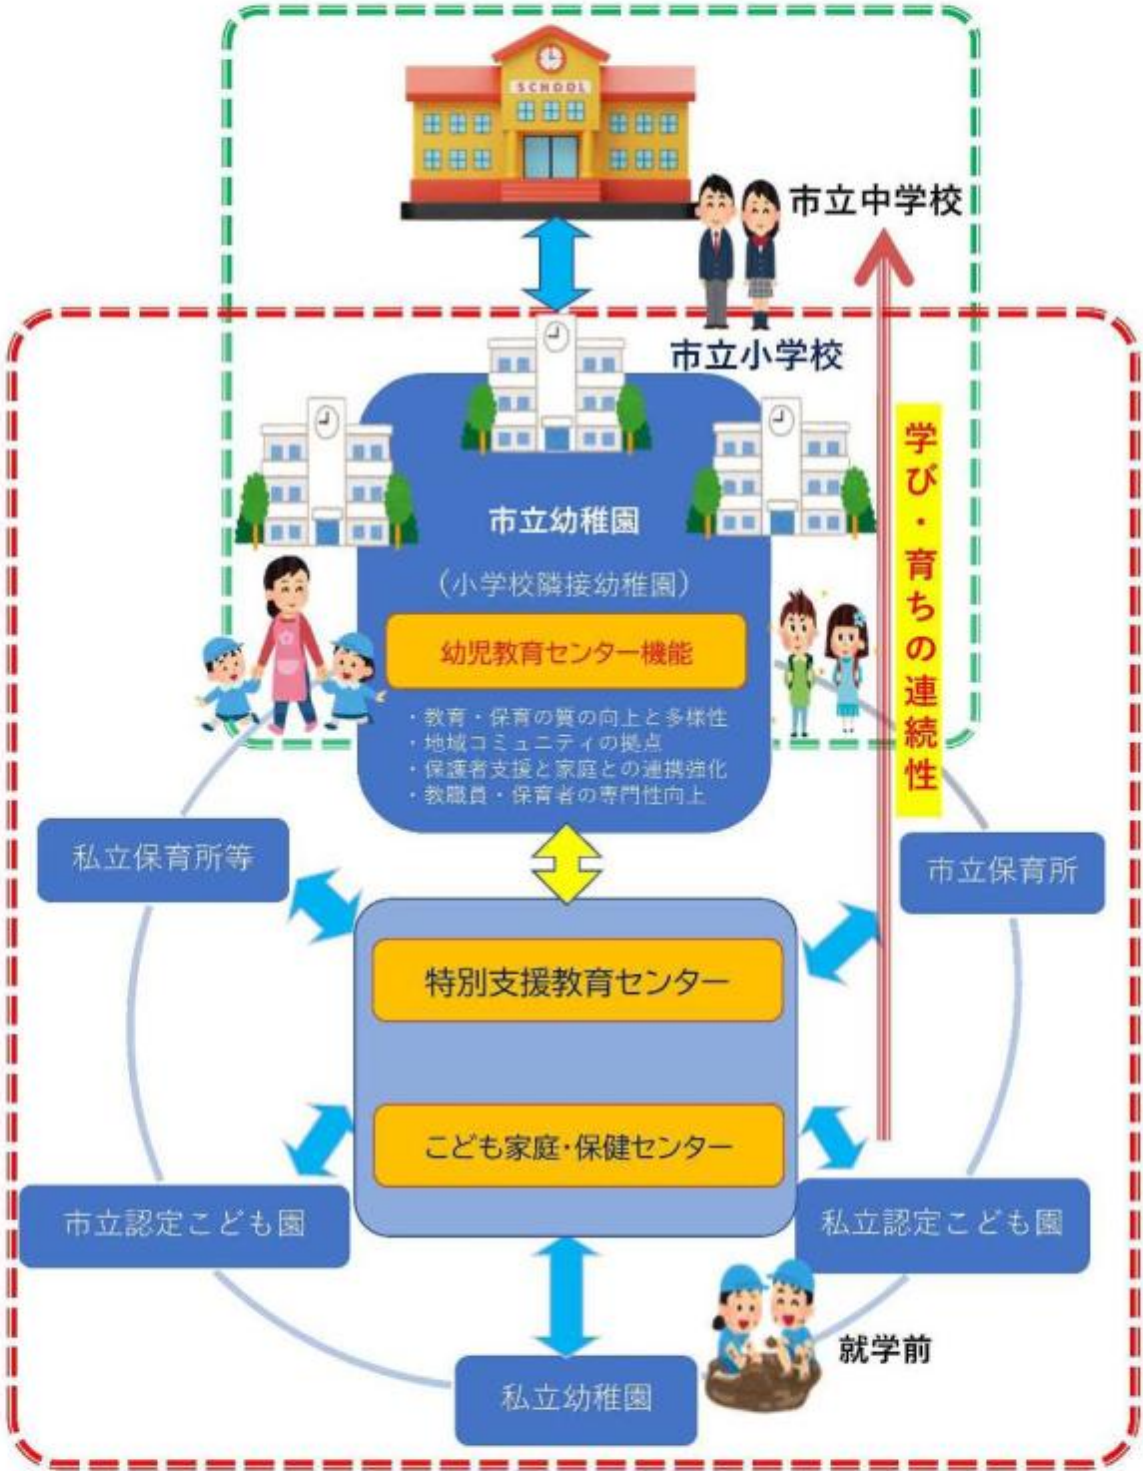 SCHOOL
市立中学校
市立小学校
学び・育ちの連続性
市立幼稚園
（小学校隣接幼稚園）
幼児教育センター機能
・教育・保育の質の向上と多様性
・地域コミュニティの拠点
・保護者支援と家庭との連携強化
・教職員・保育者の専門性向上
私立保育所等
市立保育所
特別支援教育センター
こども家庭・保健センター
市立認定こども園
私立認定こども園
就学前
私立幼稚園